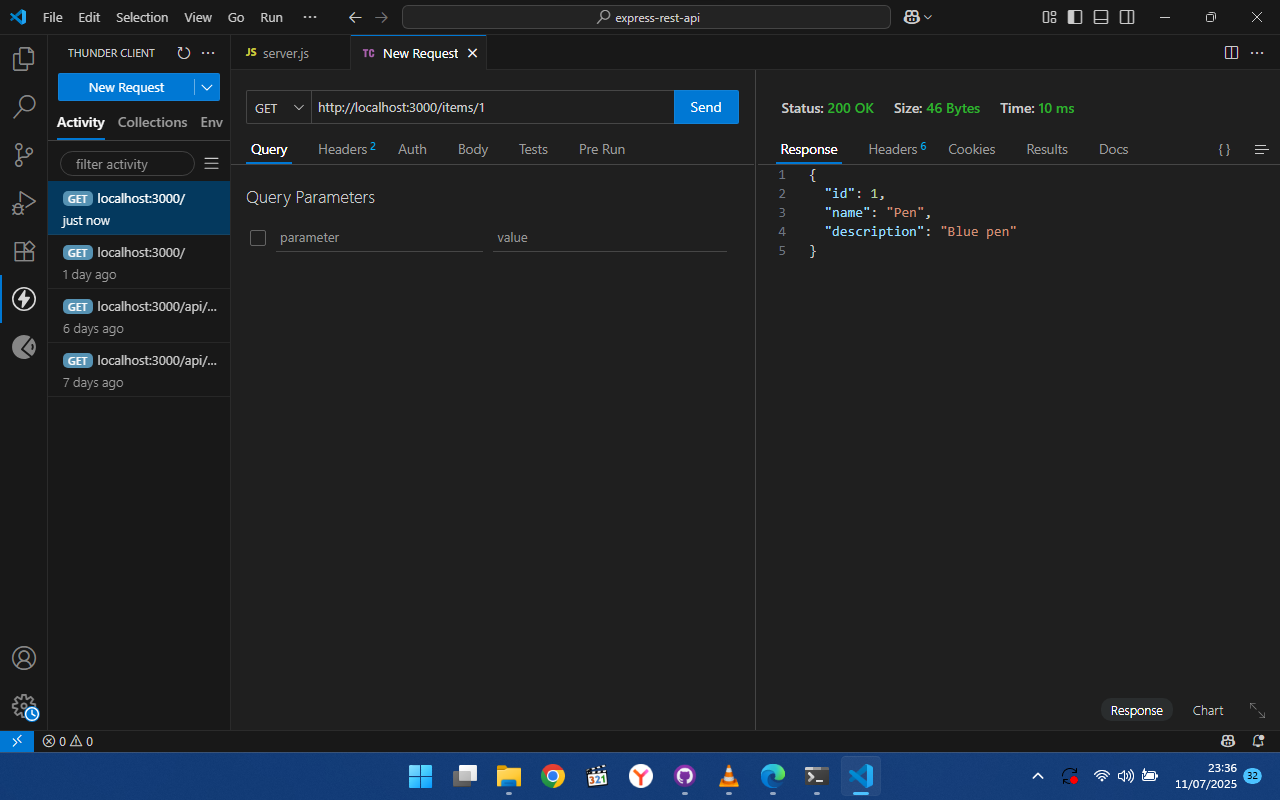 File Edit Selection View Go Run ··· express-rest-api
THUNDER CLIENT ···
JS server.js TC New Request
New Request
Activity Collections Env
filter activity
GET localhost:3000/
just now
GET localhost:3000/
1 day ago
GET localhost:3000/api/...
6 days ago
GET localhost:3000/api/...
7 days ago
GET http://localhost:3000/items/1 Send
Query Headers 2 Auth Body Tests Pre Run
Query Parameters
parameter value
Status: 200 OK Size: 46 Bytes Time: 10 ms
Response Headers 6 Cookies Results Docs { }
1 {
2 "id": 1,
3 "name": "Pen",
4 "description": "Blue pen"
5 }
Response Chart
0 0
321
23:36
11/07/2025
32